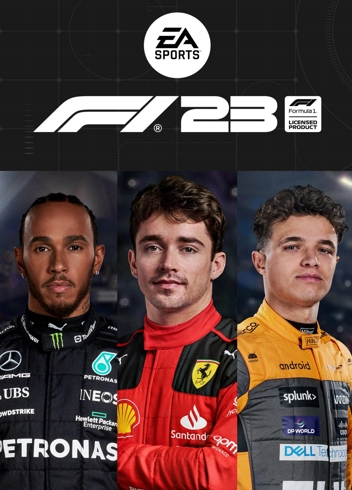 EA
SPORTS
F1® 23
F1
Formula 1
LICENSED
PRODUCT
AMG
UBS
CROWDSTRIKE
PETRONAS
INEOS
Hewlett Packard
Enterprise
PETRONAS
Santander
android
splunk>
DP WORLD
DELL Tech